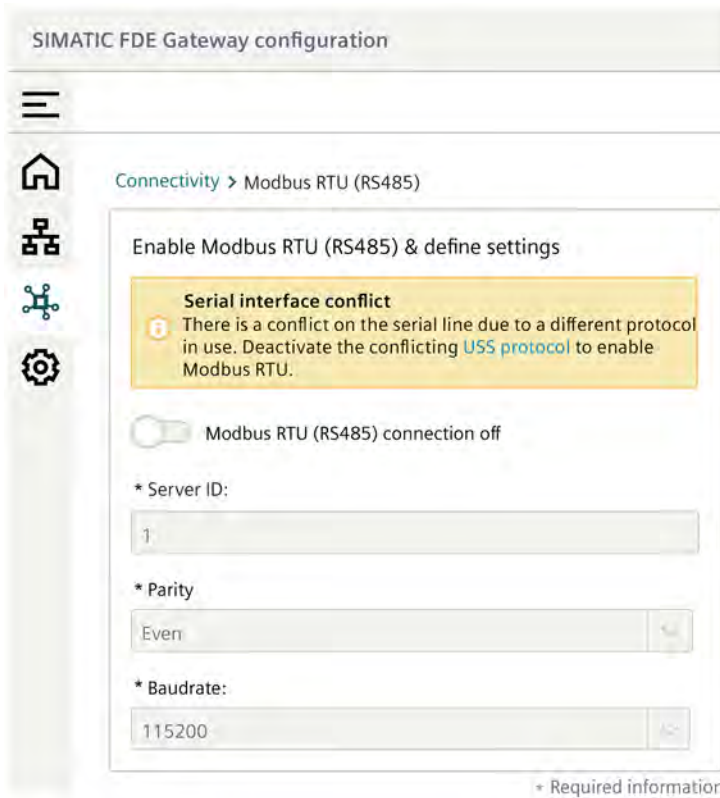 SIMATIC FDE Gateway configuration
Connectivity > Modbus RTU (RS485)
Enable Modbus RTU (RS485) & define settings
Serial interface conflict
There is a conflict on the serial line due to a different protocol
in use. Deactivate the conflicting USS protocol to enable
Modbus RTU.
Modbus RTU (RS485) connection off
* Server ID:
1
* Parity
Even
* Baudrate:
115200
* Required information